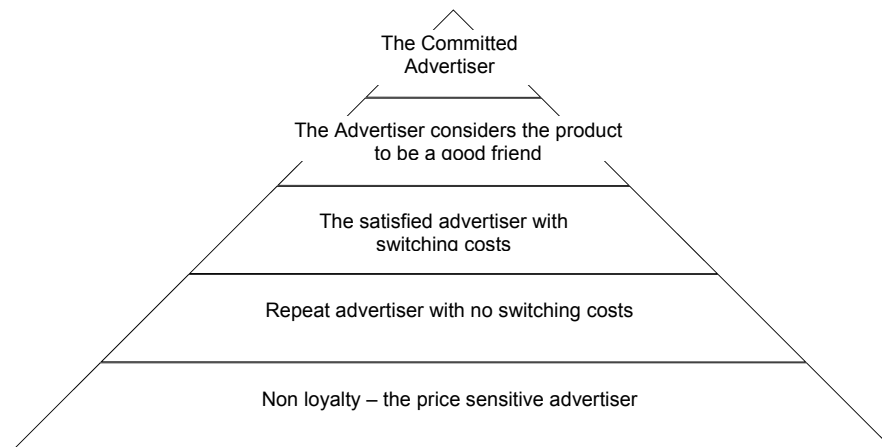 The Committed
Advertiser
The Advertiser considers the product
to be a good friend
The satisfied advertiser with
switching costs
Repeat advertiser with no switching costs
Non loyalty – the price sensitive advertiser